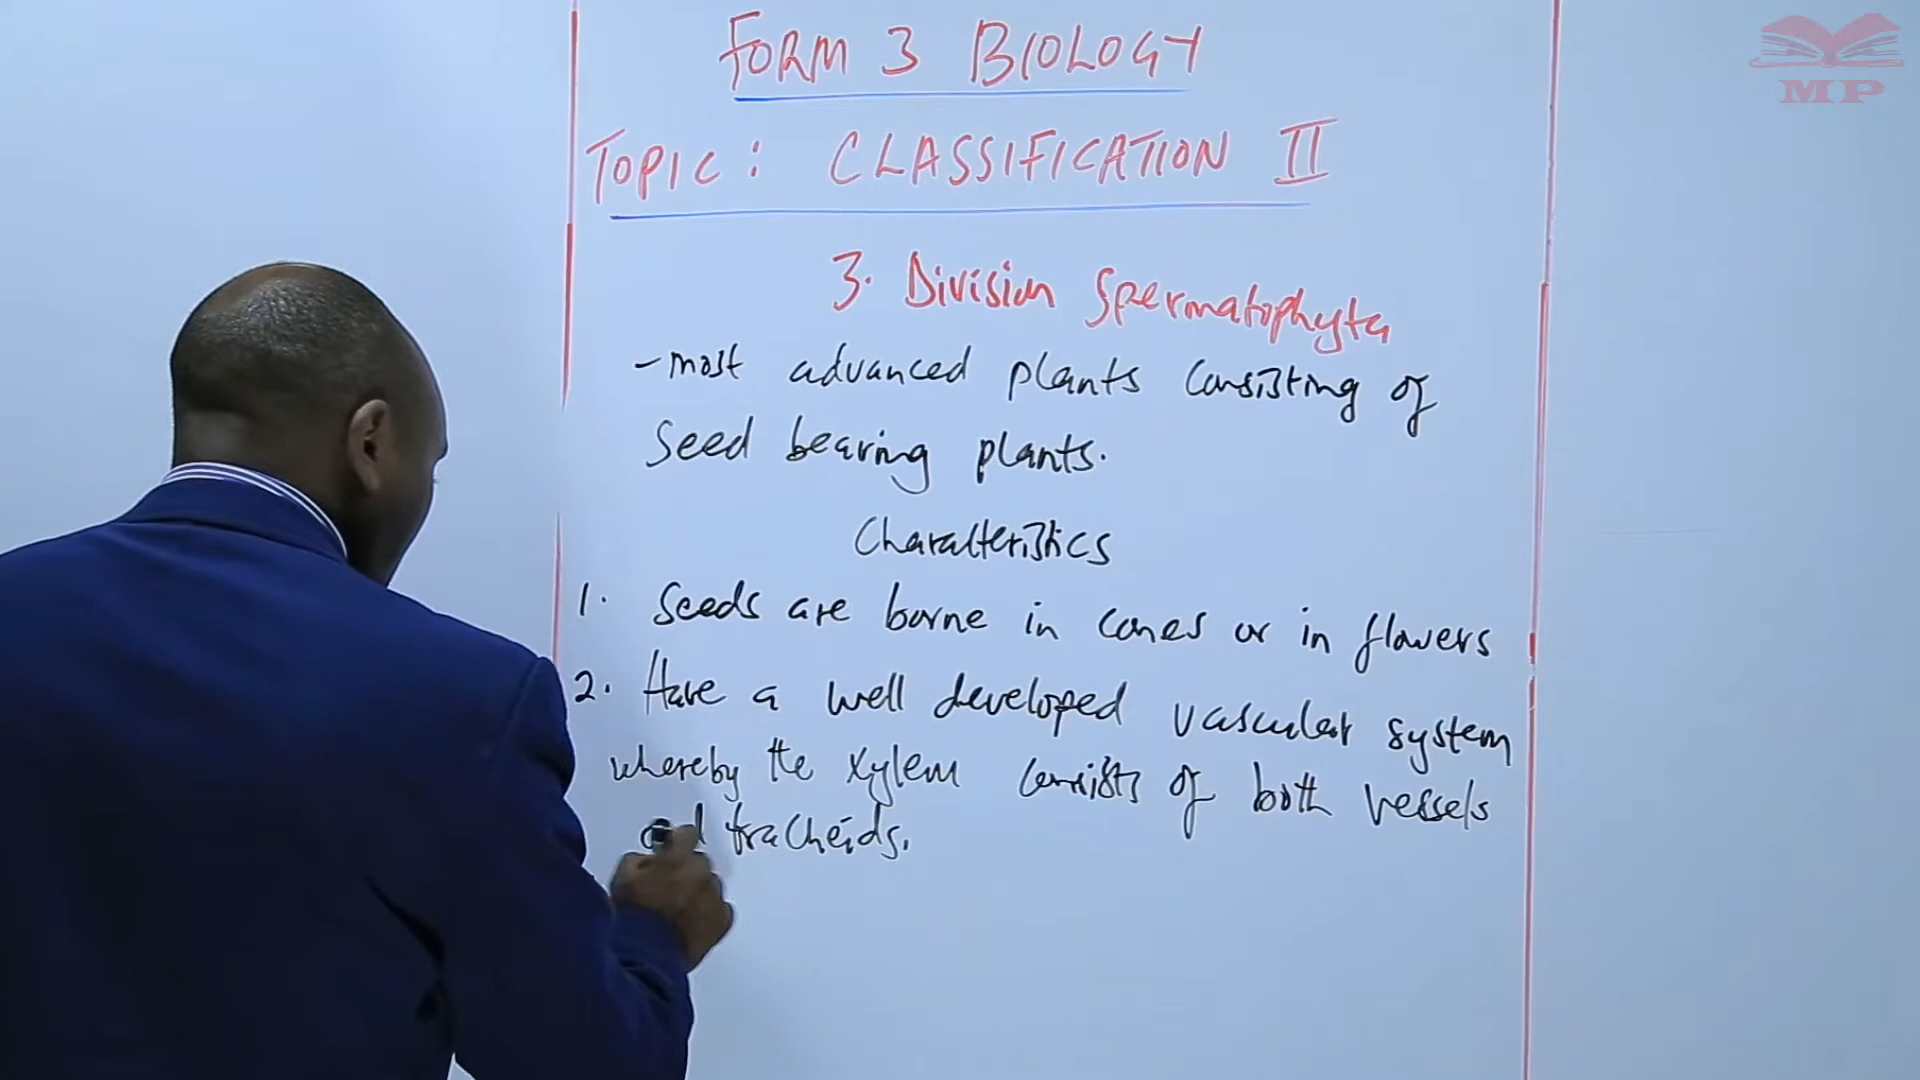 FORM 3 BIOLOGY
MP
TOPIC: CLASSIFICATION II
3. Division Spermatophyta
- most advanced plants consisting of
seed bearing plants.
Characteristics
1. Seeds are borne in cones or in flowers
2. Have a well developed vascular system
whereby the xylem consists of both vessels
and tracheids.